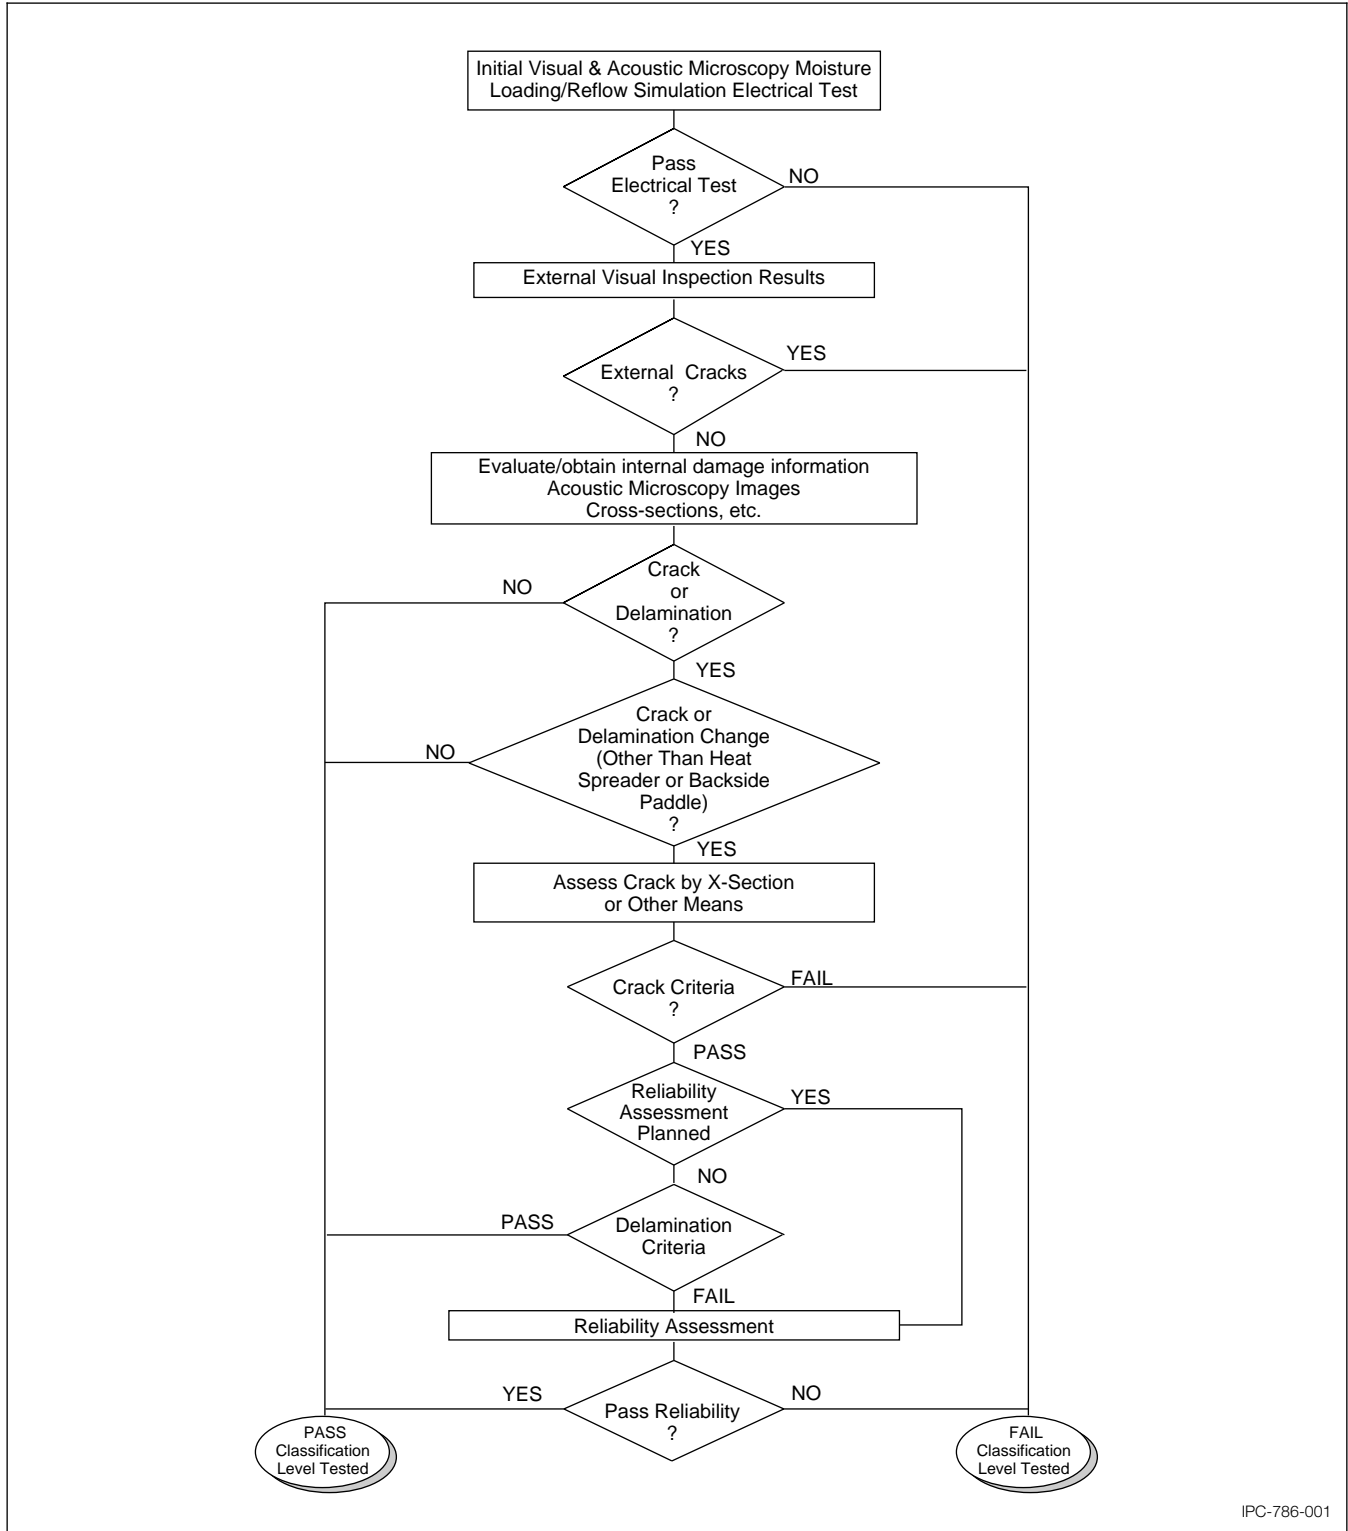 Initial Visual & Acoustic Microscopy Moisture
Loading/Reflow Simulation Electrical Test
Pass
Electrical Test
?
NO
YES
External Visual Inspection Results
External Cracks
?
YES
NO
Evaluate/obtain internal damage information
Acoustic Microscopy Images
Cross-sections, etc.
Crack
or
Delamination
?
NO
YES
Crack or
Delamination Change
(Other Than Heat
Spreader or Backside
Paddle)
?
NO
YES
Assess Crack by X-Section
or Other Means
Crack Criteria
?
FAIL
PASS
Reliability
Assessment
Planned
YES
NO
Delamination
Criteria
PASS
FAIL
Reliability Assessment
Pass Reliability
?
YES
NO
PASS
Classification
Level Tested
FAIL
Classification
Level Tested
IPC-786-001